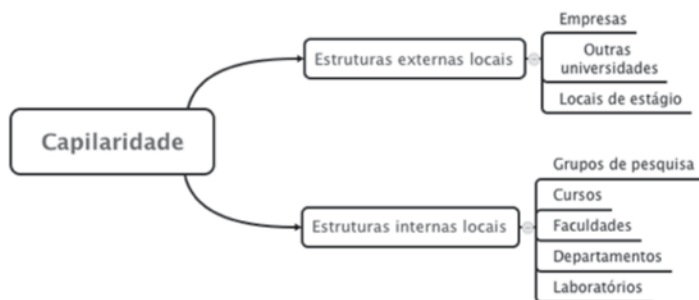 Capilaridade
Estruturas externas locais
Empresas
Outras
universidades
Locais de estágio
Estruturas internas locais
Grupos de pesquisa
Cursos
Faculdades
Departamentos
Laboratórios